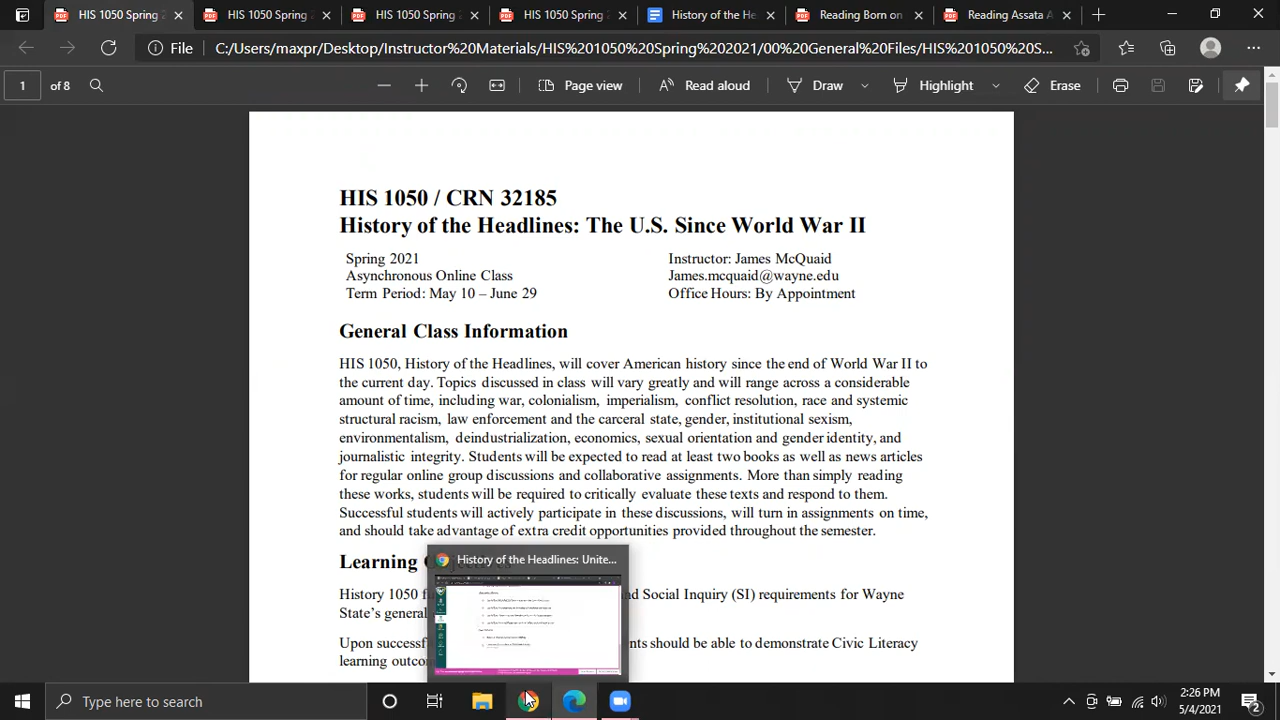 HIS 1050 Spring
HIS 1050 Spring
HIS 1050 Spring
HIS 1050 Spring
History of the He
Reading Born on
Reading Assata A
File
C:/Users/maxpr/Desktop/Instructor%20Materials/HIS%201050%20Spring%202021/00%20General%20Files/HIS%201050%20S...
1 of 8
Page view
Read aloud
Draw
Highlight
Erase
HIS 1050 / CRN 32185
History of the Headlines: The U.S. Since World War II
Spring 2021
Asynchronous Online Class
Term Period: May 10 – June 29
Instructor: James McQuaid
James.mcquaid@wayne.edu
Office Hours: By Appointment
General Class Information
HIS 1050, History of the Headlines, will cover American history since the end of World War II to
the current day. Topics discussed in class will vary greatly and will range across a considerable
amount of time, including war, colonialism, imperialism, conflict resolution, race and systemic
structural racism, law enforcement and the carceral state, gender, institutional sexism,
environmentalism, deindustrialization, economics, sexual orientation and gender identity, and
journalistic integrity. Students will be expected to read at least two books as well as news articles
for regular online group discussions and collaborative assignments. More than simply reading
these works, students will be required to critically evaluate these texts and respond to them.
Successful students will actively participate in these discussions, will turn in assignments on time,
and should take advantage of extra credit opportunities provided throughout the semester.
Learning
History of the Headlines: Unite...
History 1050 and Social Inquiry (SI) requirements for Wayne
State's general
Upon students should be able to demonstrate Civic Literacy
learning
Type here to search
5:26 PM
5/4/2021
2